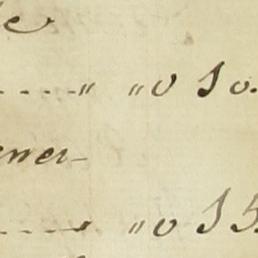 e
.....„ „0 10.
ener-
..... „0 15.